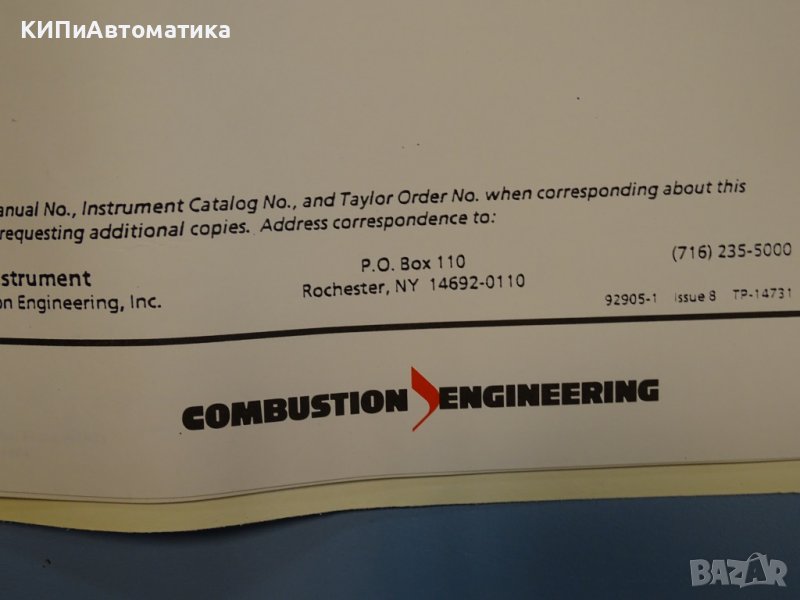 КИПиАвтоматика
anual No., Instrument Catalog No., and Taylor Order No. when corresponding about this
requesting additional copies. Address correspondence to:
strument
on Engineering, Inc.
P.O. Box 110
Rochester, NY 14692-0110
(716) 235-5000
92905-1 Issue 8 TP-14731
COMBUSTION ENGINEERING
BAZAR